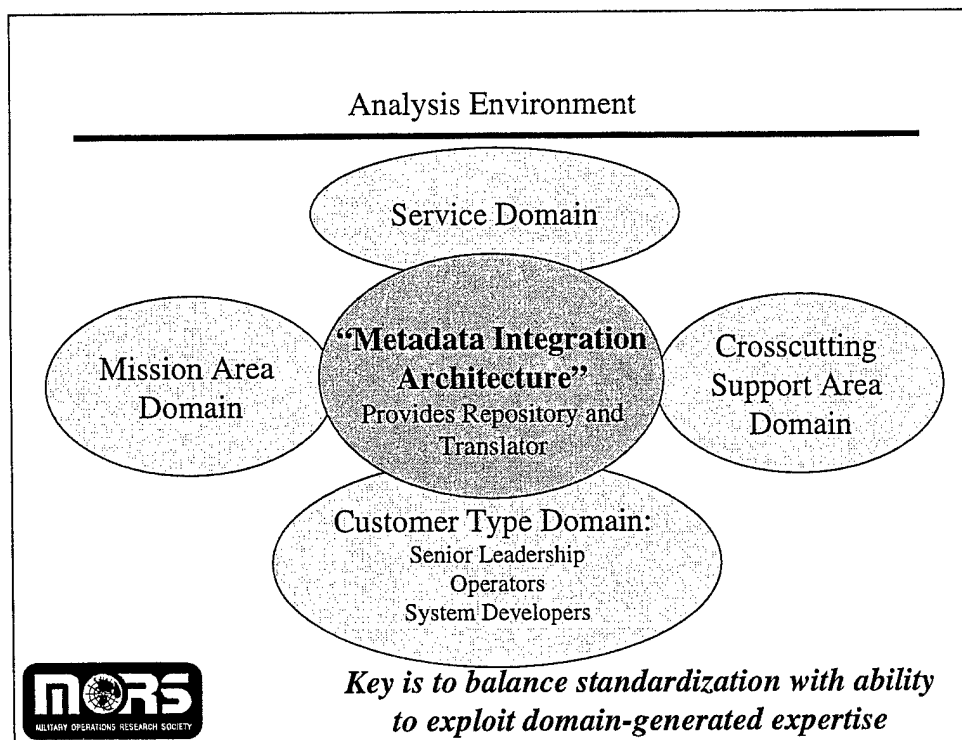 Analysis Environment
Service Domain
Mission Area
Domain
“Metadata Integration
Architecture”
Provides Repository and
Translator
Crosscutting
Support Area
Domain
Customer Type Domain:
Senior Leadership
Operators
System Developers
MORS
MILITARY OPERATIONS RESEARCH SOCIETY
Key is to balance standardization with ability
to exploit domain-generated expertise